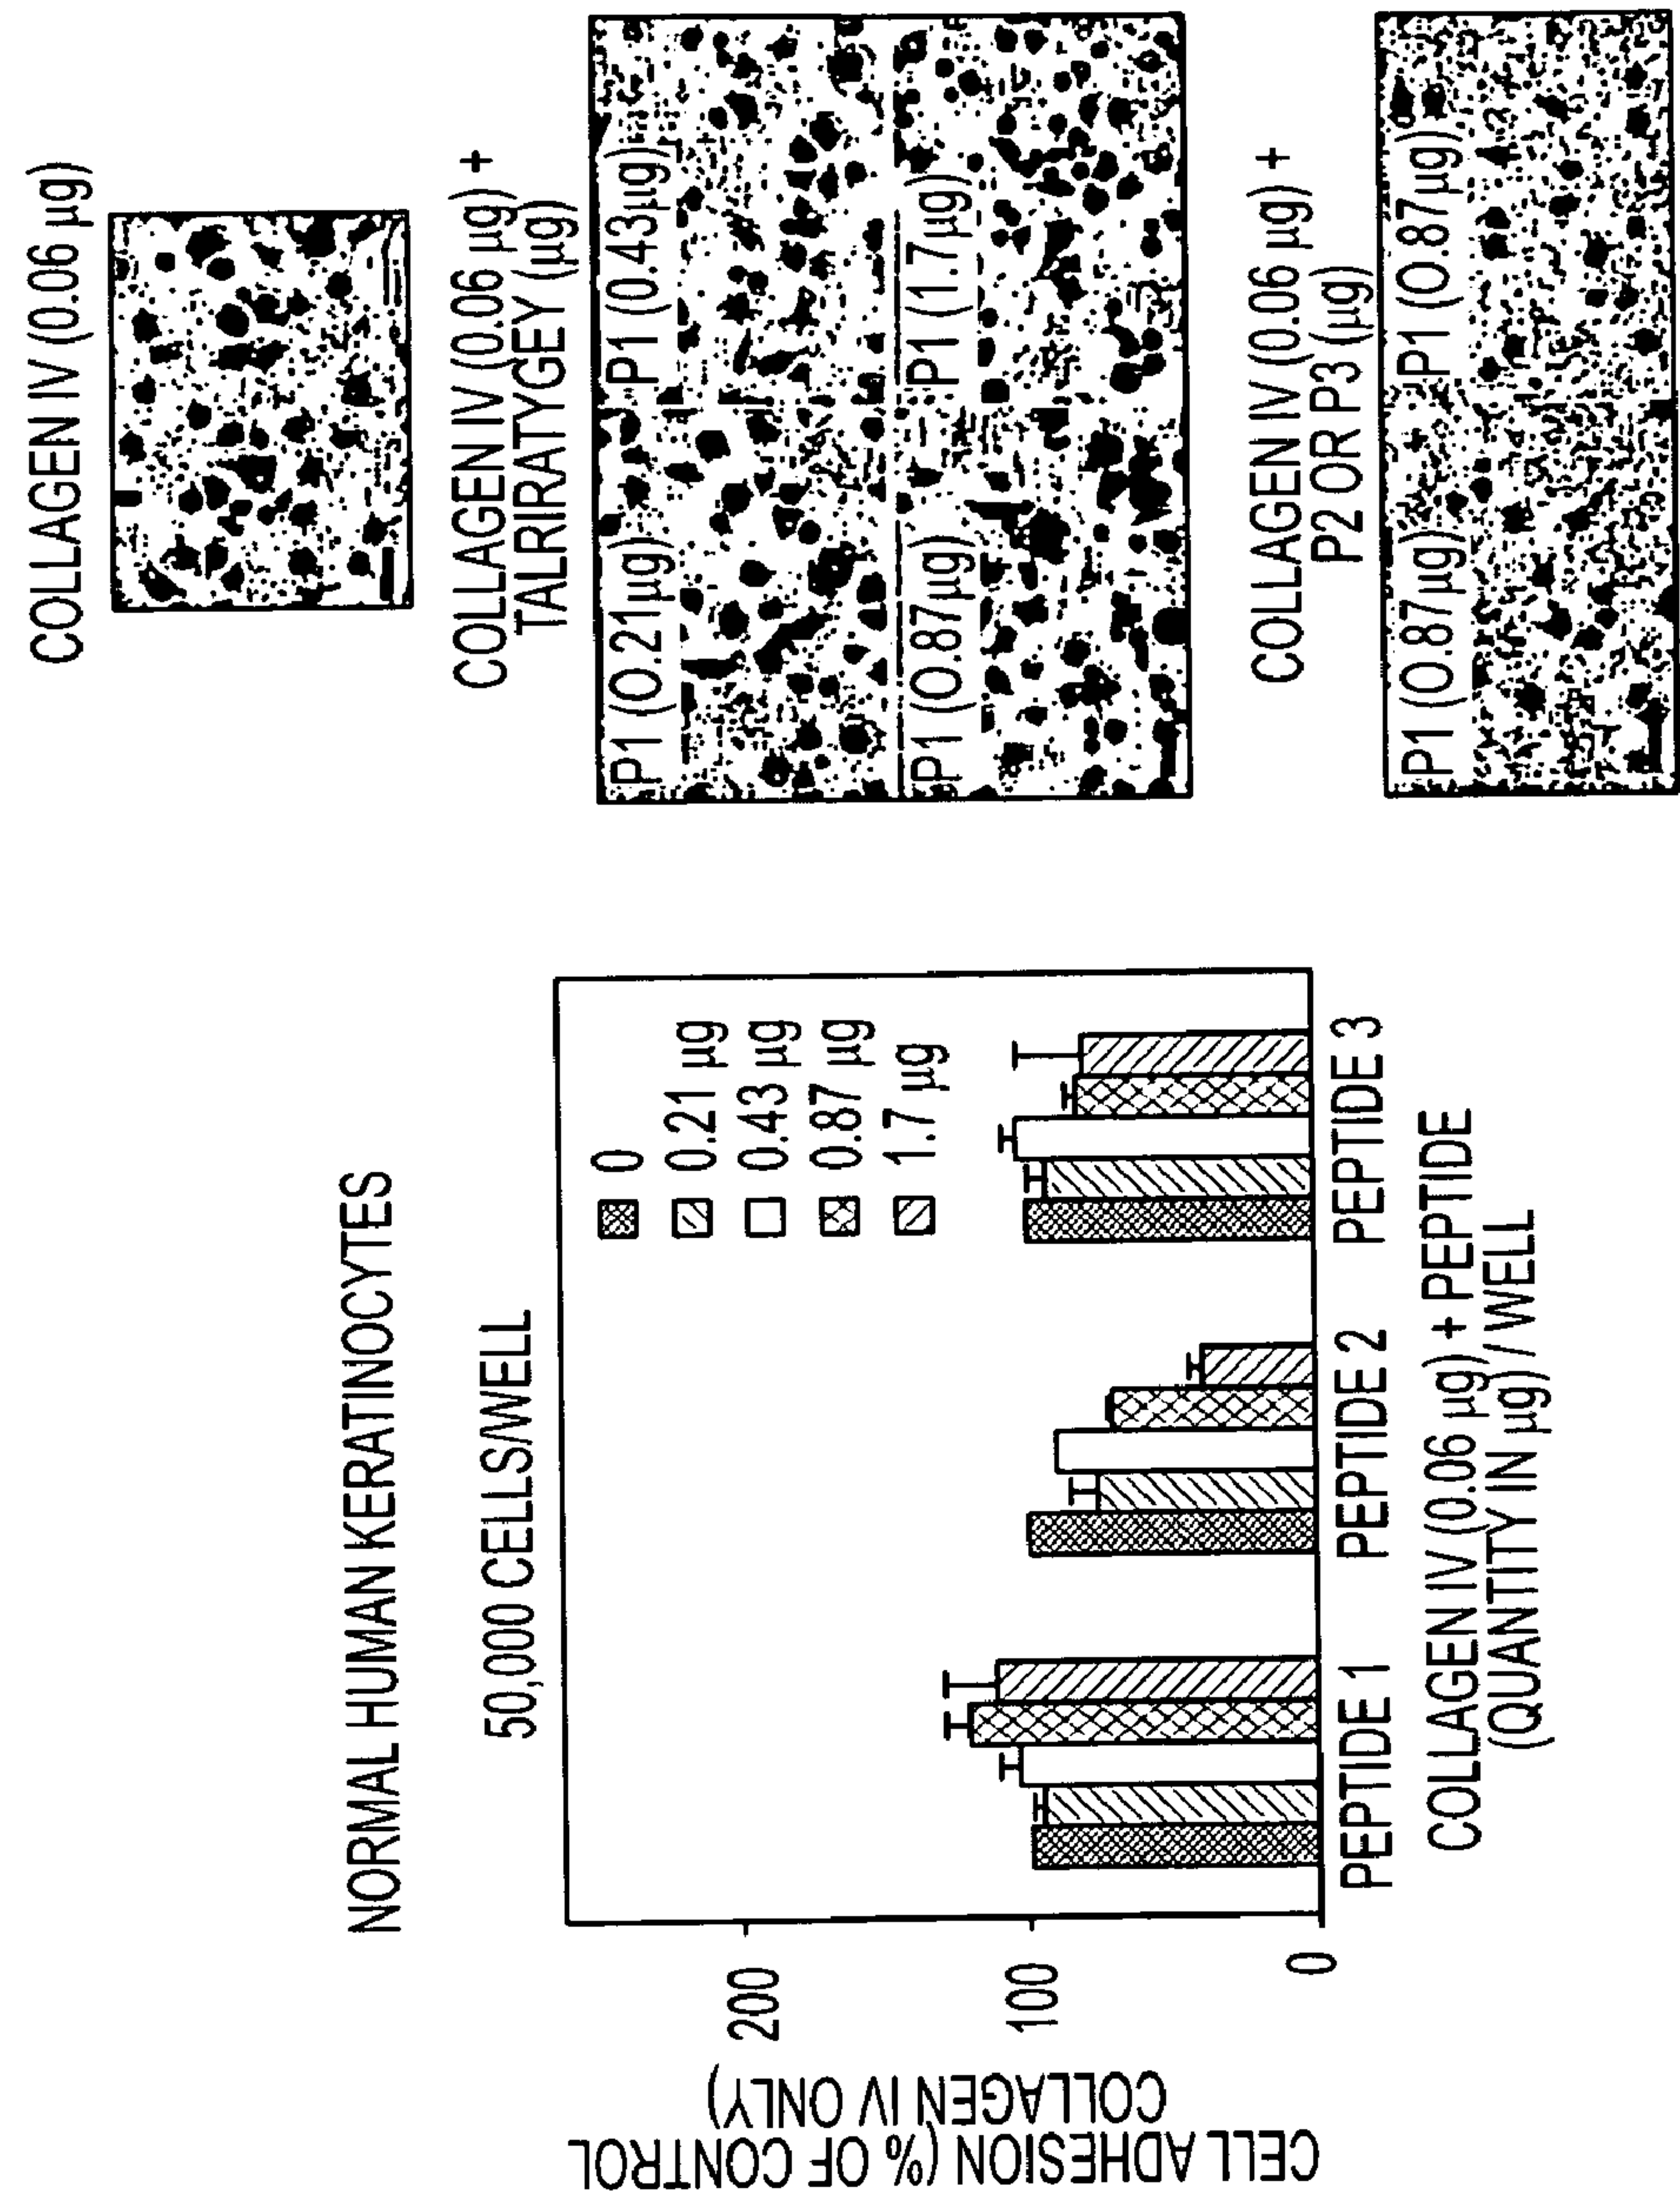 NORMAL HUMAN KERATINOCYTES
50,000 CELLS/WELL
CELL ADHESION (% OF CONTROL
COLLAGEN IV ONLY)
200
100
0
0
0.21 µg
0.43 µg
0.87 µg
1.7 µg
PEPTIDE 1
PEPTIDE 2
PEPTIDE 3
COLLAGEN IV (0.06 µg) + PEPTIDE
(QUANTITY IN µg) / WELL
COLLAGEN IV (0.06 µg)
COLLAGEN IV (0.06 µg) +
TALRIRATYGEY (µg)
P1 (0.21µg)
P1 (0.43µg)
P1 (0.87µg)
P1 (1.7µg)
COLLAGEN IV (0.06 µg) +
P2 OR P3 (µg)
P1 (0.87µg)
P1 (0.87µg)